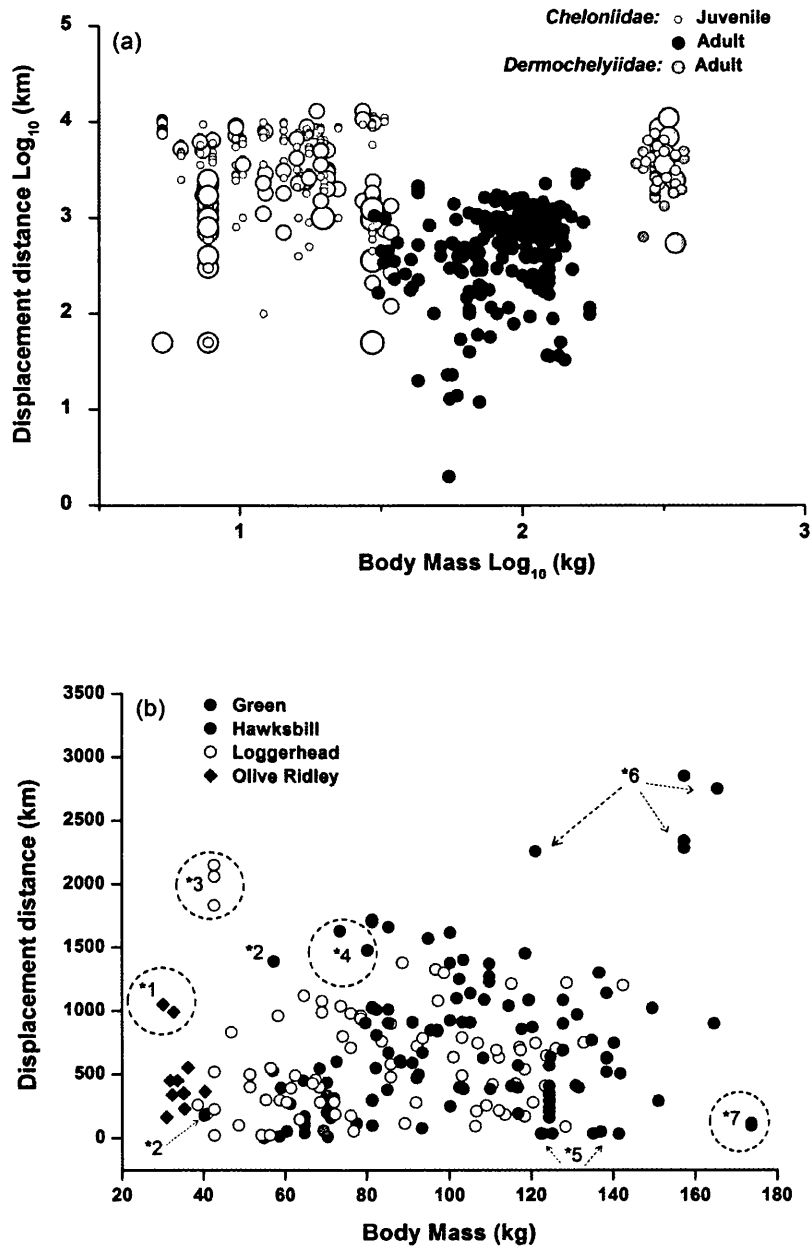 Cheloniidae: Juvenile
Adult
Dermochelyiidae: Adult
(a)
5
4
3
2
1
0
Displacement distance Log10 (km)
1 2 3
Body Mass Log10 (kg)
(b)
Green
Hawksbill
Loggerhead
Olive Ridley
3500
3000
2500
2000
1500
1000
500
0
Displacement distance (km)
*6
*3
*2
*4
*1
*7
*2
*5
20 40 60 80 100 120 140 160 180
Body Mass (kg)